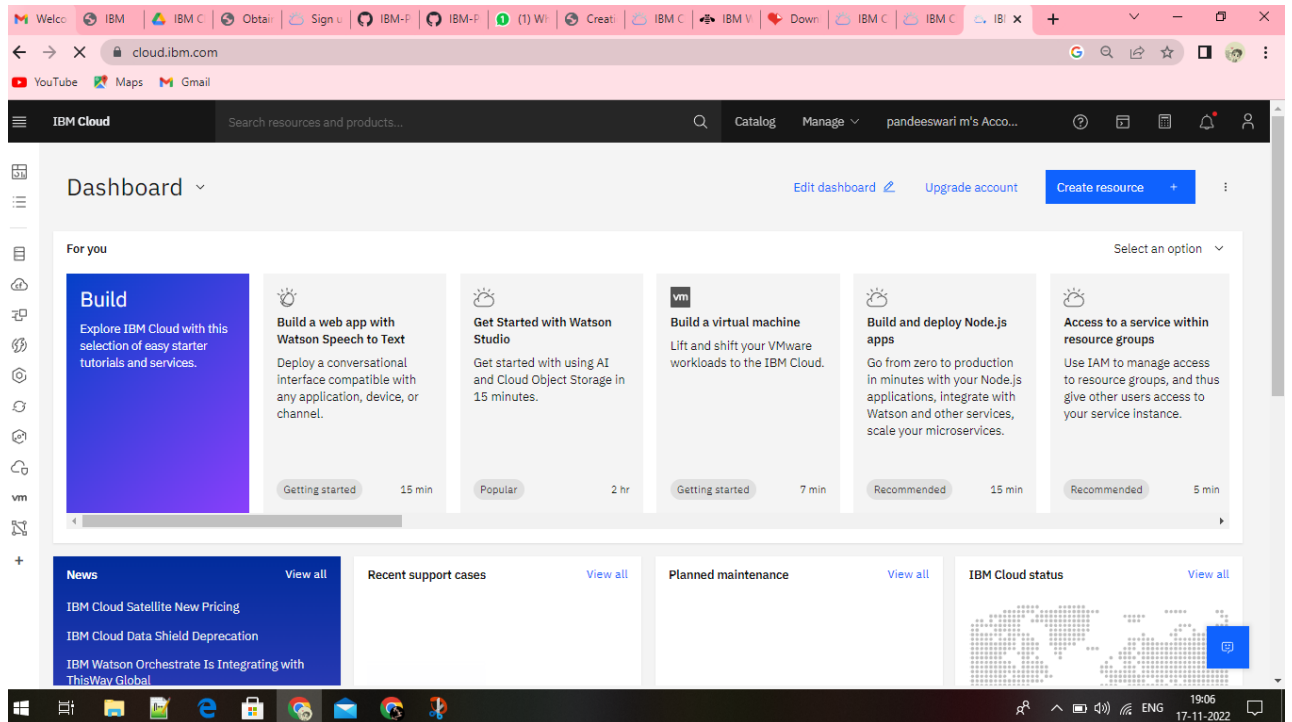 Welco
IBM
IBM C
Obtain
Sign u
IBM-P
IBM-P
(1) Wh
Creati
IBM C
IBM W
Down
IBM C
IBM C
IBI
cloud.ibm.com
YouTube
Maps
Gmail
IBM Cloud
Search resources and products...
Catalog
Manage
pandeeswari m's Acco...
Dashboard
Edit dashboard
Upgrade account
Create resource +
For you
Select an option
Build
Explore IBM Cloud with this
selection of easy starter
tutorials and services.
Build a web app with
Watson Speech to Text
Deploy a conversational
interface compatible with
any application, device, or
channel.
Getting started
15 min
Get Started with Watson
Studio
Get started with using AI
and Cloud Object Storage in
15 minutes.
Popular
2 hr
vm
Build a virtual machine
Lift and shift your VMware
workloads to the IBM Cloud.
Getting started
7 min
Build and deploy Node.js
apps
Go from zero to production
in minutes with your Node.js
applications, integrate with
Watson and other services,
scale your microservices.
Recommended
15 min
Access to a service within
resource groups
Use IAM to manage access
to resource groups, and thus
give other users access to
your service instance.
Recommended
5 min
vm
News
View all
IBM Cloud Satellite New Pricing
IBM Cloud Data Shield Deprecation
IBM Watson Orchestrate Is Integrating with
ThisWay Global
Recent support cases
View all
Planned maintenance
View all
IBM Cloud status
View all
ENG
19:06
17-11-2022